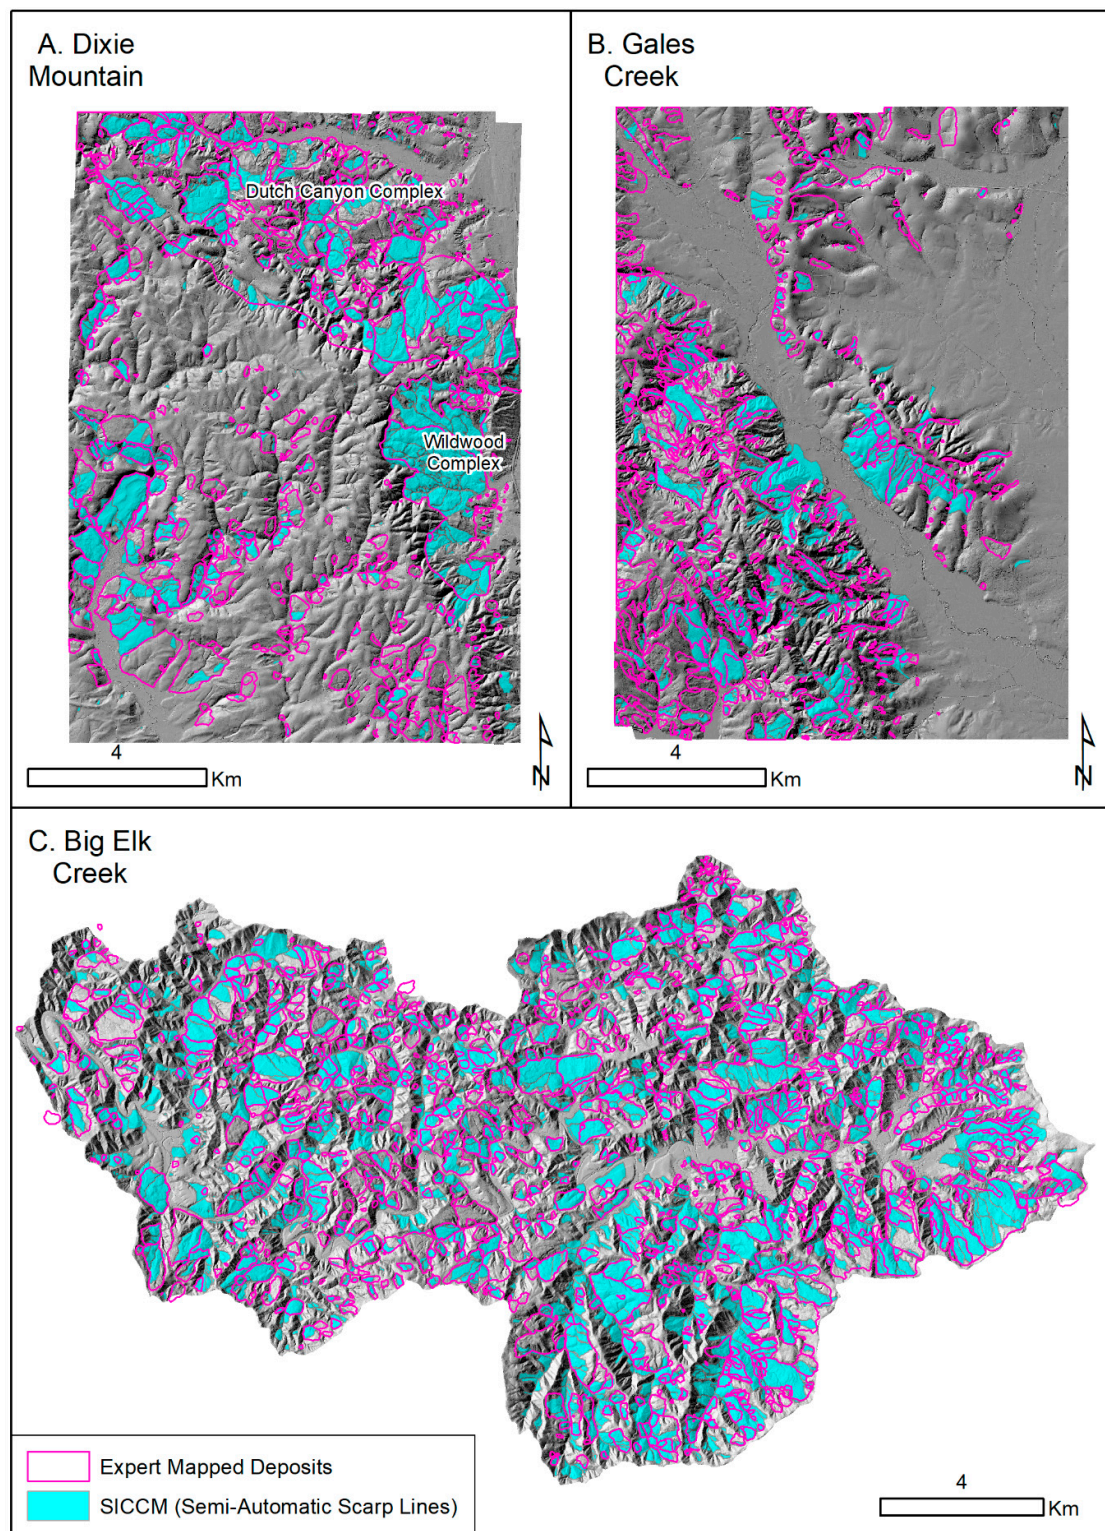 A. Dixie
Mountain
Dutch Canyon Complex
Wildwood
Complex
4
Km
N
B. Gales
Creek
4
Km
N
C. Big Elk
Creek
Expert Mapped Deposits
SICCM (Semi-Automatic Scarp Lines)
4
Km